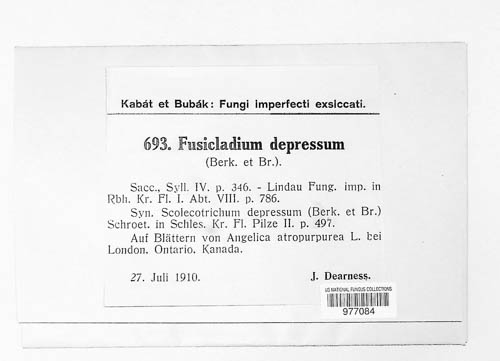 Kabát et Bubák: Fungi imperfecti exsiccati.
693. Fusicladium depressum
(Berk. et Br.).
Sacc., Syll. IV. p. 346. - Lindau Fung. imp. in
Rbh. Kr. Fl. I. Abt. VIII. p. 786.
Syn. Scolecotrichum depressum (Berk. et Br.)
Schroet. in Schles. Kr. Fl. Pilze II. p. 497.
Auf Blättern von Angelica atropurpurea L. bei
London. Ontario. Kanada.
27. Juli 1910. J. Dearness.
US NATIONAL FUNGUS COLLECTIONS
977084